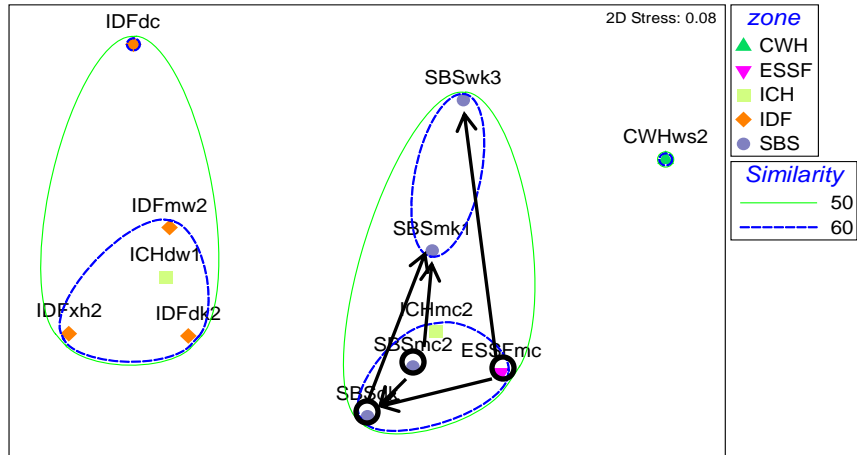 IDFdc
2D Stress: 0.08
SBSwk3
CWHws2
IDFmw2
SBSmk1
ICHdw1
IDFxh2
IDFdk2
ICHmc2
SBSmc2
ESSFmc
SBSdk
zone
CWH
ESSF
ICH
IDF
SBS
Similarity
50
60